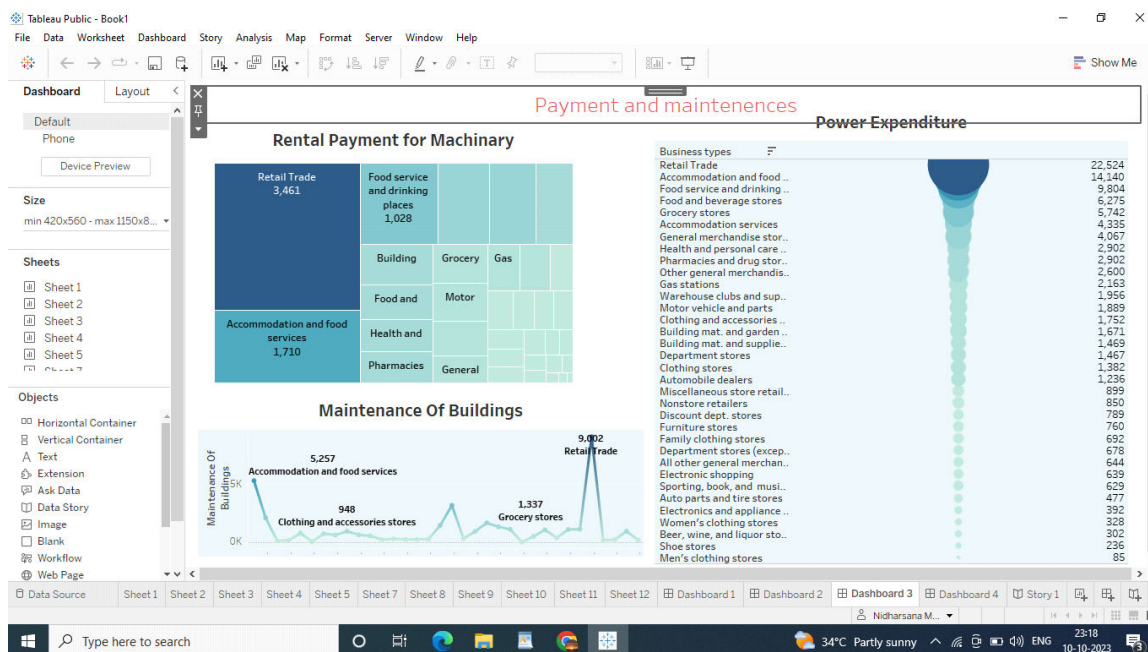 Tableau Public - Book1
File Data Worksheet Dashboard Story Analysis Map Format Server Window Help
Show Me
Dashboard Layout
Default
Phone
Device Preview
Size
min 420x560 - max 1150x8...
Sheets
Sheet 1
Sheet 2
Sheet 3
Sheet 4
Sheet 5
Objects
Horizontal Container
Vertical Container
Text
Extension
Ask Data
Data Story
Image
Blank
Workflow
Web Page
Payment and maintenences
Rental Payment for Machinary
Retail Trade
3,461
Food service
and drinking
places
1,028
Building
Grocery
Gas
Food and
Motor
Accommodation and food
services
1,710
Health and
Pharmacies
General
Maintenance Of Buildings
Maintenance Of
Buildings
5K
0K
5,257
Accommodation and food services
948
Clothing and accessories stores
1,337
Grocery stores
9,002
Retail Trade
Power Expenditure
Business types
Retail Trade 22,524
Accommodation and food .. 14,140
Food service and drinking .. 9,804
Food and beverage stores 6,275
Grocery stores 5,742
Accommodation services 4,335
General merchandise stor.. 4,067
Health and personal care .. 2,902
Pharmacies and drug stor.. 2,902
Other general merchandis.. 2,600
Gas stations 2,163
Warehouse clubs and sup.. 1,956
Motor vehicle and parts 1,889
Clothing and accessories .. 1,752
Building mat. and garden .. 1,671
Building mat. and supplie.. 1,469
Department stores 1,467
Clothing stores 1,382
Automobile dealers 1,236
Miscellaneous store retail.. 899
Nonstore retailers 850
Discount dept. stores 789
Furniture stores 760
Family clothing stores 692
Department stores (excep.. 678
All other general merchan.. 644
Electronic shopping 639
Sporting, book, and musi.. 629
Auto parts and tire stores 477
Electronics and appliance .. 392
Women's clothing stores 328
Beer, wine, and liquor sto.. 302
Shoe stores 236
Men's clothing stores 85
Data Source Sheet 1 Sheet 2 Sheet 3 Sheet 4 Sheet 5 Sheet 7 Sheet 8 Sheet 9 Sheet 10 Sheet 11 Sheet 12 Dashboard 1 Dashboard 2 Dashboard 3 Dashboard 4 Story 1
Nidharsana M...
Type here to search
34°C Partly sunny
ENG
23:18
10-10-2023